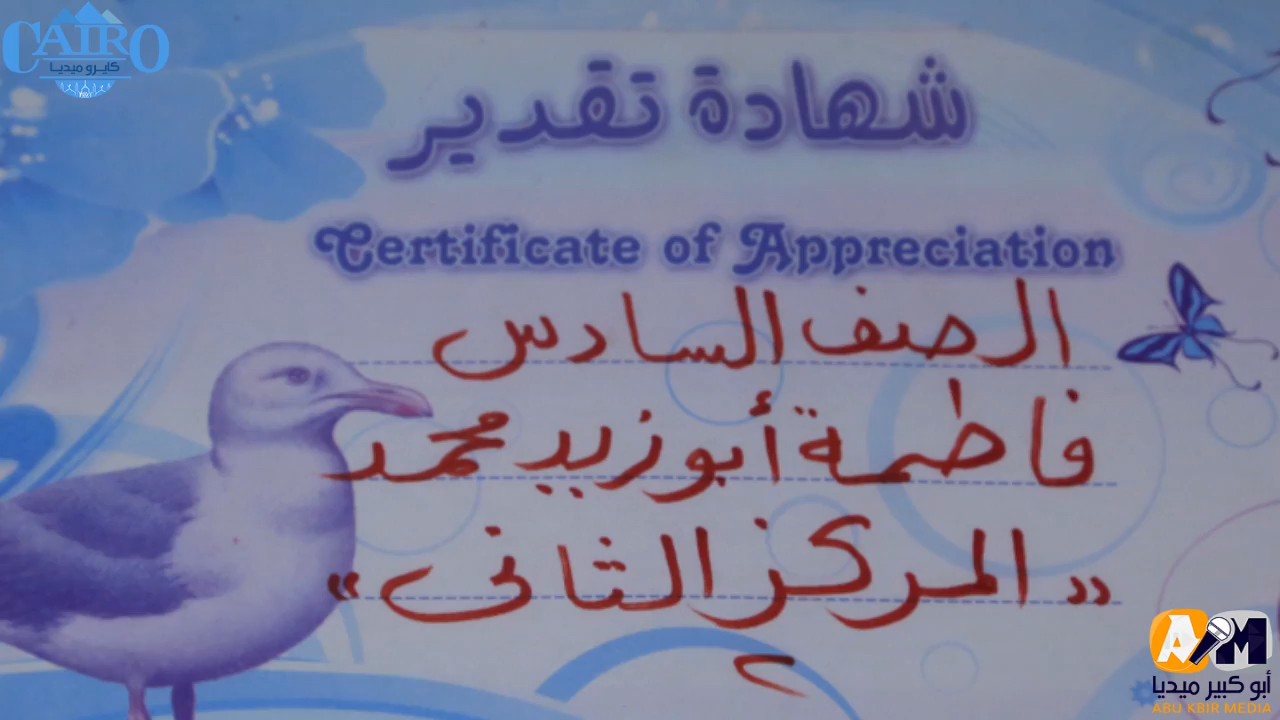 CAIRO
كايرو ميديا
شهادة تقدير
Certificate of Appreciation
الصف السادس
فاطمة أبوزيد محمد
"المركز الثانى"
أبو كبير ميديا
ABU KBIR MEDIA